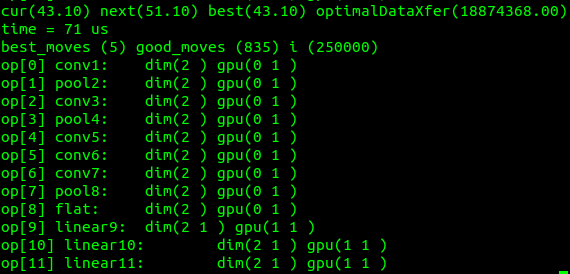 cur(43.10) next(51.10) best(43.10) optimalDataXfer(18874368.00)
time = 71 us
best_moves (5) good_moves (835) i (250000)
op[0] conv1: dim(2 ) gpu(0 1 )
op[1] pool2: dim(2 ) gpu(0 1 )
op[2] conv3: dim(2 ) gpu(0 1 )
op[3] pool4: dim(2 ) gpu(0 1 )
op[4] conv5: dim(2 ) gpu(0 1 )
op[5] conv6: dim(2 ) gpu(0 1 )
op[6] conv7: dim(2 ) gpu(0 1 )
op[7] pool8: dim(2 ) gpu(0 1 )
op[8] flat: dim(2 ) gpu(0 1 )
op[9] linear9: dim(2 1 ) gpu(1 1 )
op[10] linear10: dim(2 1 ) gpu(1 1 )
op[11] linear11: dim(2 1 ) gpu(1 1 )